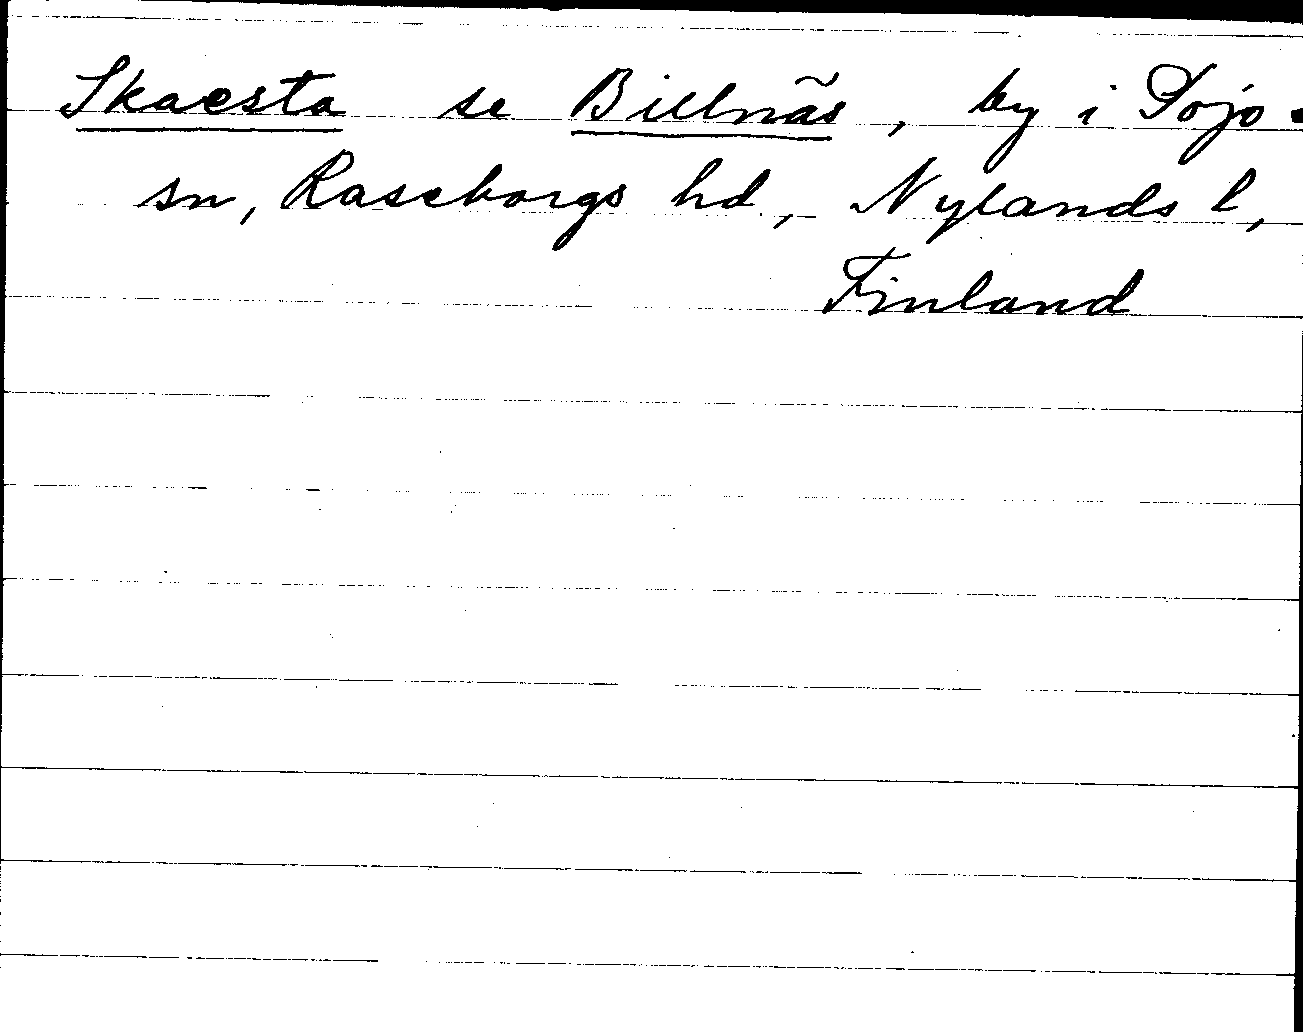 Skaesta se Billnäs, by i Pojo
sn, Raseborgs hd, Nylands l,
Finland